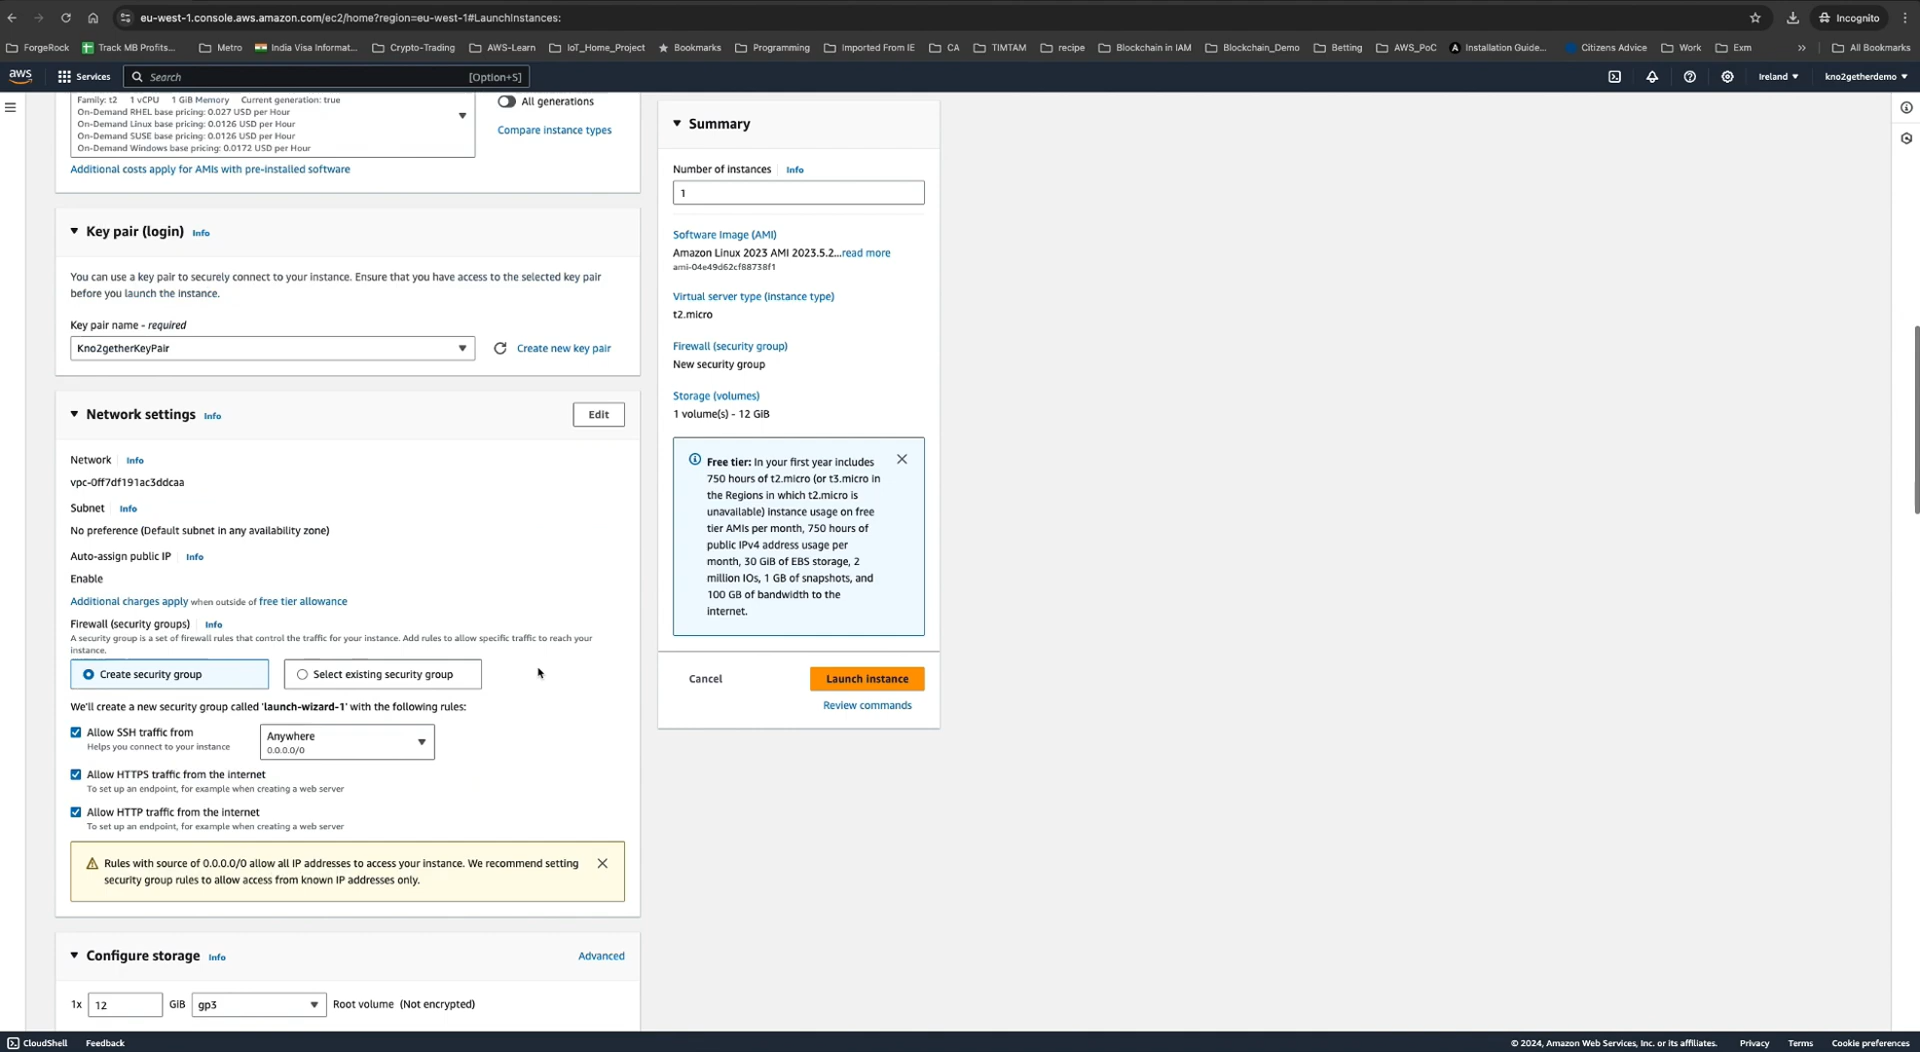 eu-west-1.console.aws.amazon.com/ec2/home?region=eu-west-1#LaunchInstances:
Incognito
ForgeRock
Track MB Profits...
Metro
India Visa Informat...
Crypto-Trading
AWS-Learn
IoT_Home_Project
Bookmarks
Programming
Imported From IE
CA
TIMTAM
recipe
Blockchain in IAM
Blockchain_Demo
Betting
AWS_PoC
Installation Guide...
Citizens Advice
Work
Exm
»
All Bookmarks
aws
Services
Search
[Option+S]
Ireland
kno2getherdemo
Family: t2 1 vCPU 1 GiB Memory Current generation: true
On-Demand RHEL base pricing: 0.027 USD per Hour
On-Demand Linux base pricing: 0.0126 USD per Hour
On-Demand SUSE base pricing: 0.0126 USD per Hour
On-Demand Windows base pricing: 0.0172 USD per Hour
All generations
Compare instance types
Additional costs apply for AMIs with pre-installed software
Key pair (login) Info
You can use a key pair to securely connect to your instance. Ensure that you have access to the selected key pair
before you launch the instance.
Key pair name - required
Kno2getherKeyPair
Create new key pair
Network settings Info
Edit
Network Info
vpc-0ff7df191ac3ddcaa
Subnet Info
No preference (Default subnet in any availability zone)
Auto-assign public IP Info
Enable
Additional charges apply when outside of free tier allowance
Firewall (security groups) Info
A security group is a set of firewall rules that control the traffic for your instance. Add rules to allow specific traffic to reach your
instance.
Create security group
Select existing security group
We'll create a new security group called 'launch-wizard-1' with the following rules:
Allow SSH traffic from
Helps you connect to your instance
Anywhere
0.0.0.0/0
Allow HTTPS traffic from the internet
To set up an endpoint, for example when creating a web server
Allow HTTP traffic from the internet
To set up an endpoint, for example when creating a web server
Rules with source of 0.0.0.0/0 allow all IP addresses to access your instance. We recommend setting
security group rules to allow access from known IP addresses only.
Configure storage Info
Advanced
1x 12 GiB gp3 Root volume (Not encrypted)
Summary
Number of instances Info
1
Software Image (AMI)
Amazon Linux 2023 AMI 2023.5.2...read more
ami-04e49d62cf88738f1
Virtual server type (instance type)
t2.micro
Firewall (security group)
New security group
Storage (volumes)
1 volume(s) - 12 GiB
Free tier: In your first year includes
750 hours of t2.micro (or t3.micro in
the Regions in which t2.micro is
unavailable) instance usage on free
tier AMIs per month, 750 hours of
public IPv4 address usage per
month, 30 GiB of EBS storage, 2
million IOs, 1 GB of snapshots, and
100 GB of bandwidth to the
internet.
Cancel
Launch instance
Review commands
CloudShell
Feedback
© 2024, Amazon Web Services, Inc. or its affiliates.
Privacy
Terms
Cookie preferences